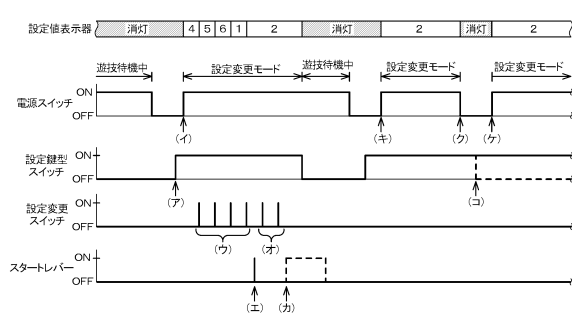 設定値表示器 消灯 4 5 6 1 2 消灯 2 消灯 2
遊技待機中 設定変更モード 遊技待機中 設定変更モード 設定変更モード
電源スイッチ ON
OFF
(イ) (キ) (ク) (ケ)
設定鍵型スイッチ ON
OFF
(ア) (コ)
設定変更スイッチ ON
OFF
(ウ) (オ)
スタートレバー ON
OFF
(エ) (カ)